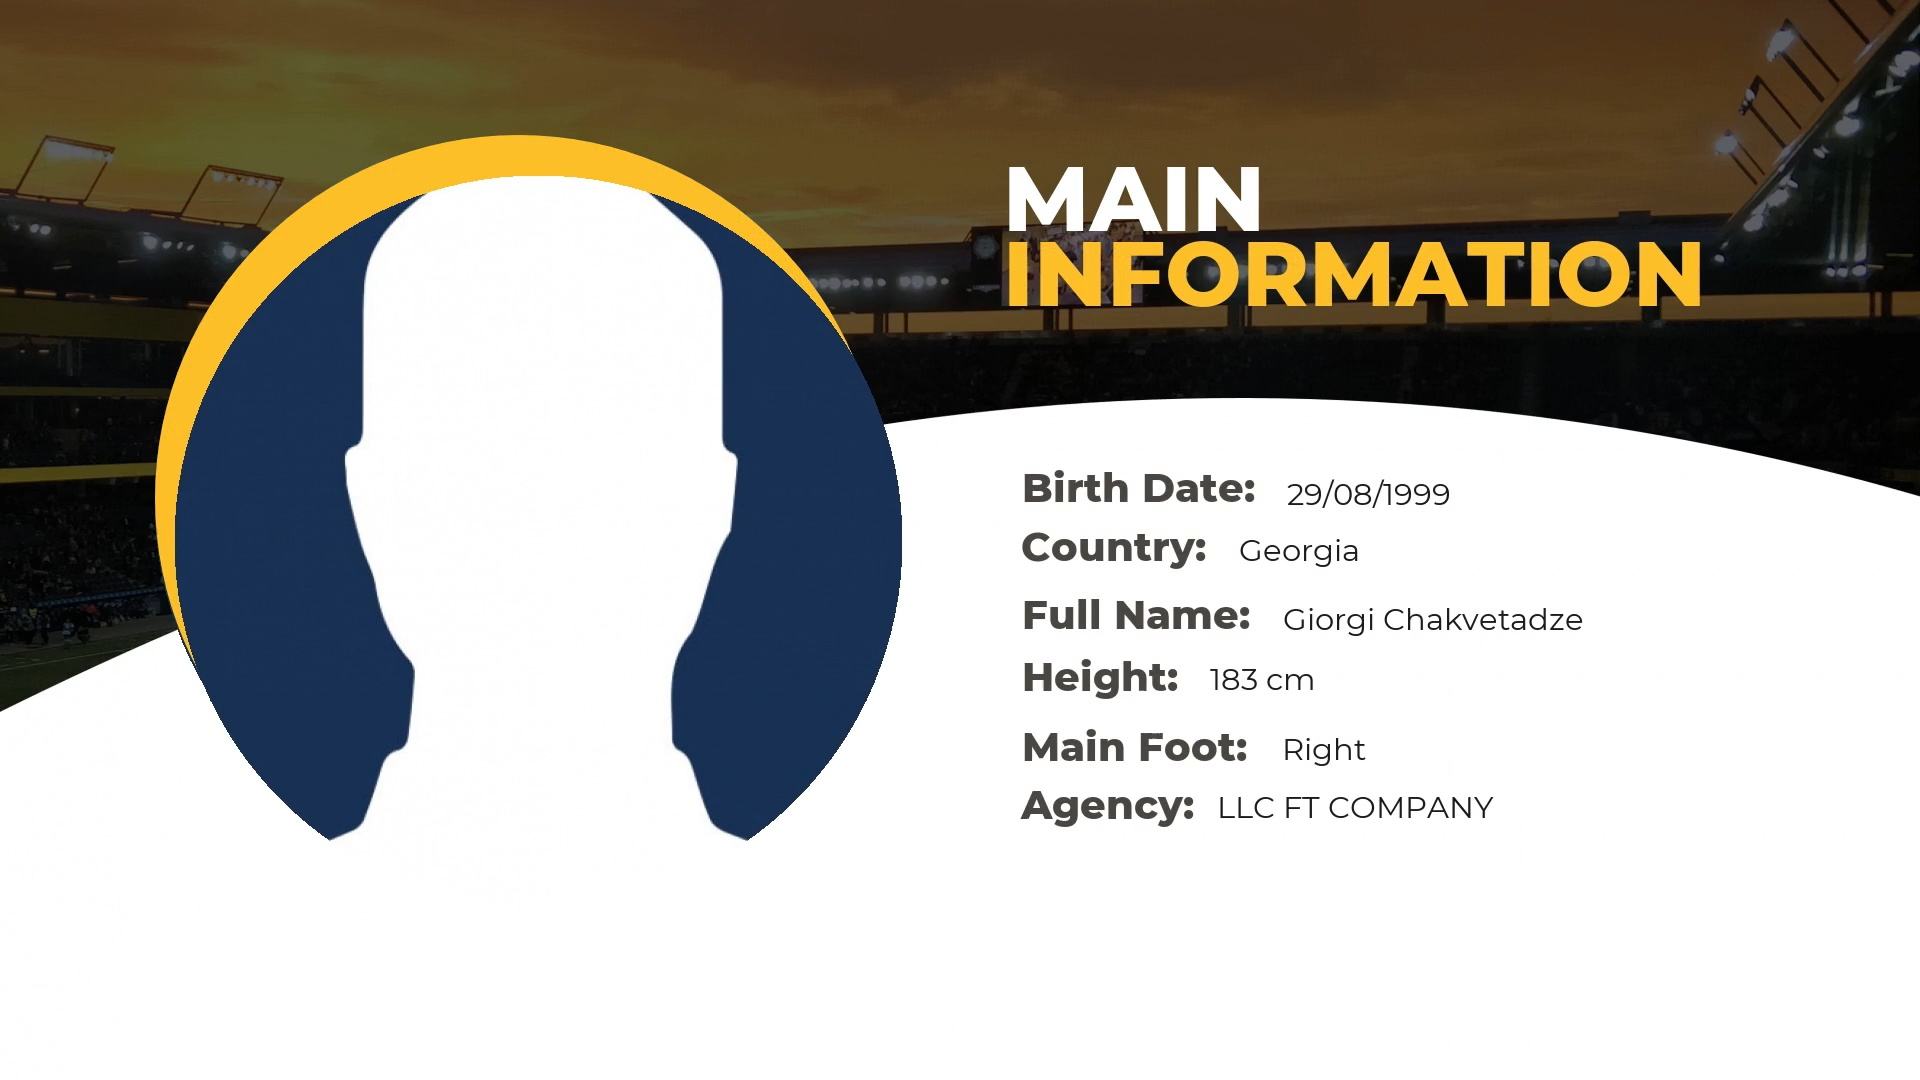 MAIN
INFORMATION
Birth Date: 29/08/1999
Country: Georgia
Full Name: Giorgi Chakvetadze
Height: 183 cm
Main Foot: Right
Agency: LLC FT COMPANY